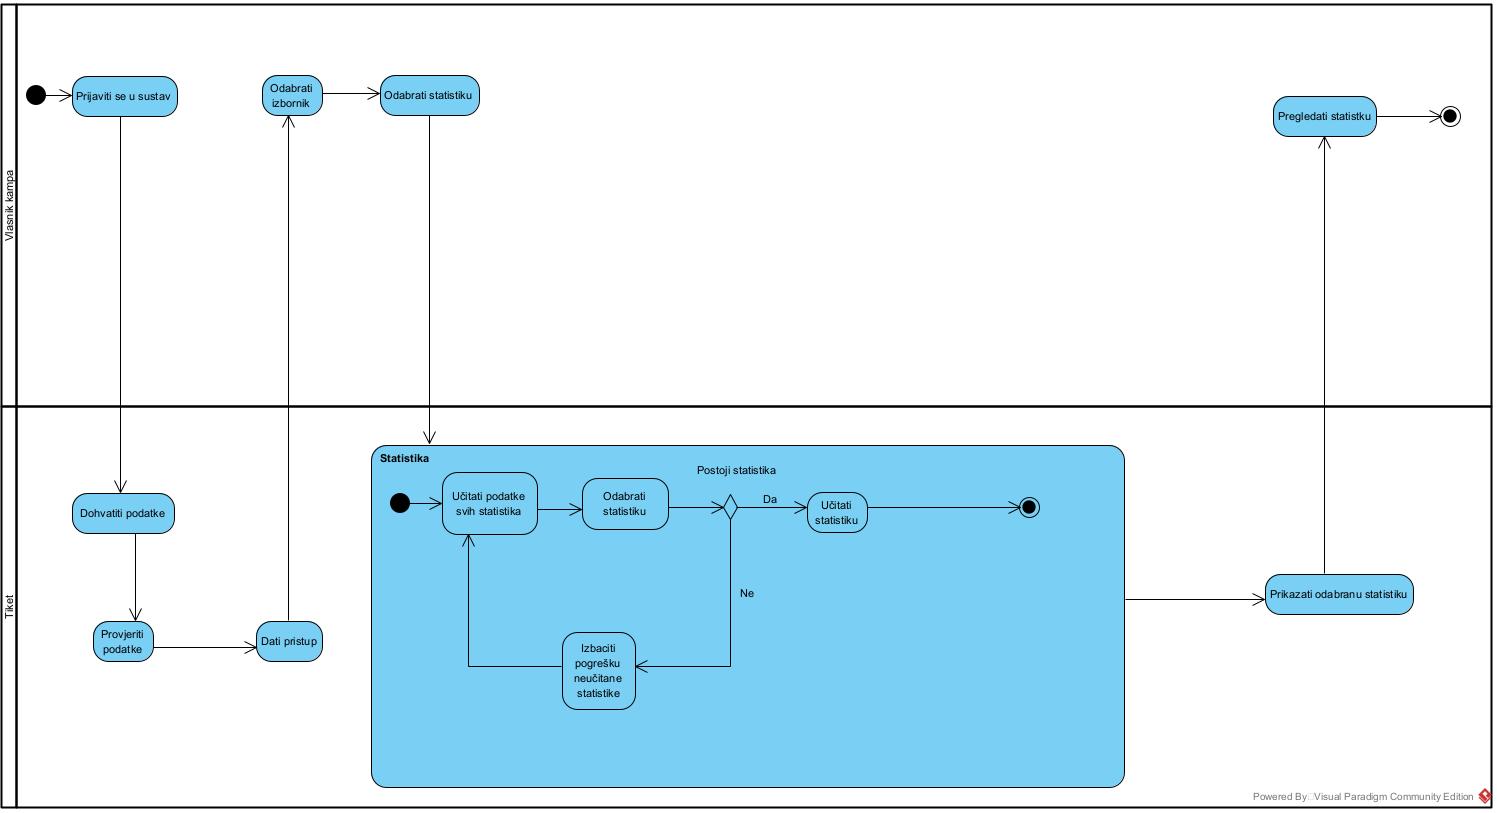 Vlasnik kampa
Prijaviti se u sustav
Odabrati
izbornik
Odabrati statistiku
Pregledati statistku
Tiket
Dohvatiti podatke
Provjeriti
podatke
Dati pristup
Statistika
Učitati podatke
svih statistika
Odabrati
statistiku
Postoji statistika
Da
Učitati
statistiku
Ne
Izbaciti
pogrešku
neučitane
statistike
Prikazati odabranu statistiku
Powered By Visual Paradigm Community Edition